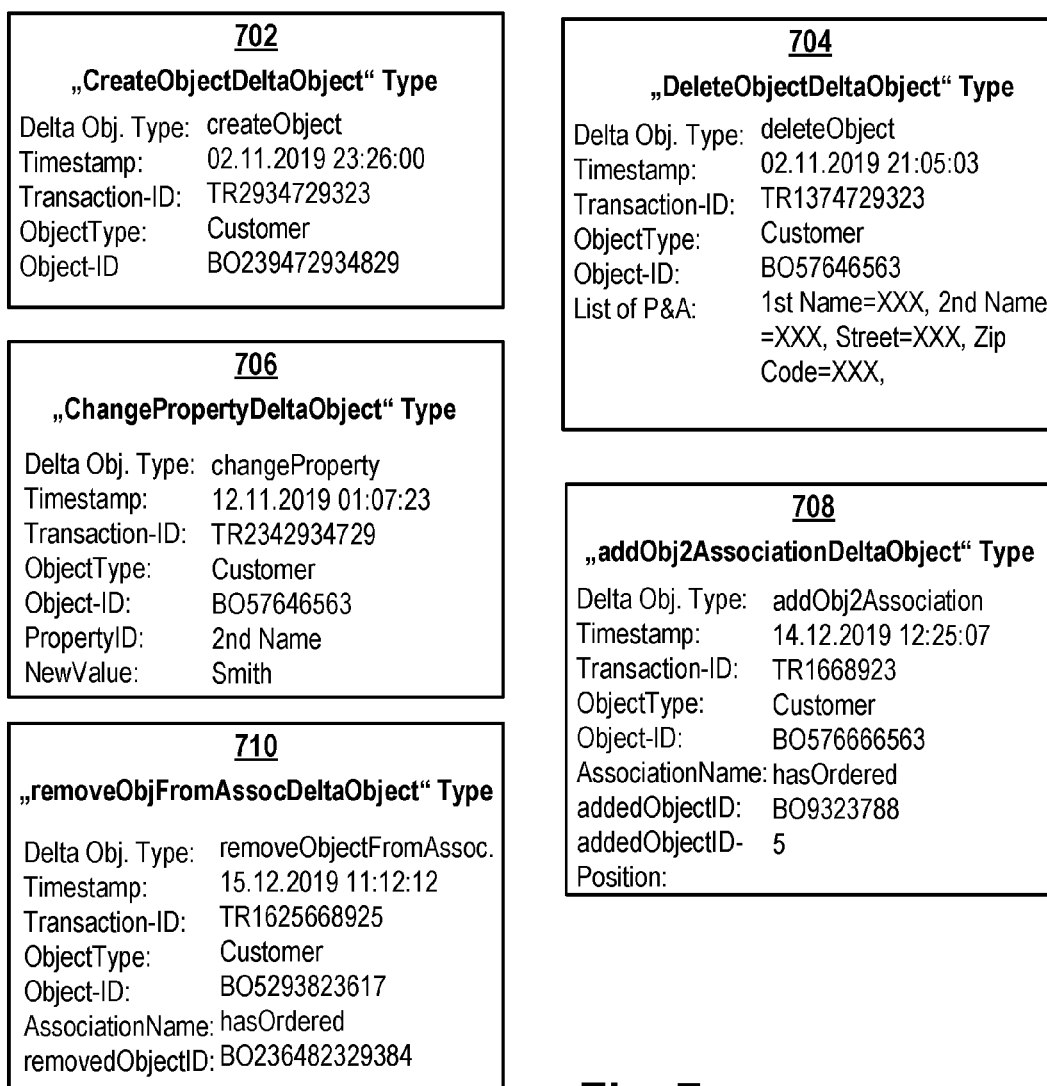 702
„CreateObjectDeltaObject“ Type
Delta Obj. Type: createObject
Timestamp: 02.11.2019 23:26:00
Transaction-ID: TR2934729323
ObjectType: Customer
Object-ID BO239472934829
704
„DeleteObjectDeltaObject“ Type
Delta Obj. Type: deleteObject
Timestamp: 02.11.2019 21:05:03
Transaction-ID: TR1374729323
ObjectType: Customer
Object-ID: BO57646563
List of P&A: 1st Name=XXX, 2nd Name
=XXX, Street=XXX, Zip
Code=XXX,
706
„ChangePropertyDeltaObject“ Type
Delta Obj. Type: changeProperty
Timestamp: 12.11.2019 01:07:23
Transaction-ID: TR2342934729
ObjectType: Customer
Object-ID: BO57646563
PropertyID: 2nd Name
NewValue: Smith
708
„addObj2AssociationDeltaObject“ Type
Delta Obj. Type: addObj2Association
Timestamp: 14.12.2019 12:25:07
Transaction-ID: TR1668923
ObjectType: Customer
Object-ID: BO576666563
AssociationName: hasOrdered
addedObjectID: BO9323788
addedObjectID- 5
Position:
710
„removeObjFromAssocDeltaObject“ Type
Delta Obj. Type: removeObjectFromAssoc.
Timestamp: 15.12.2019 11:12:12
Transaction-ID: TR1625668925
ObjectType: Customer
Object-ID: BO5293823617
AssociationName: hasOrdered
removedObjectID: BO236482329384